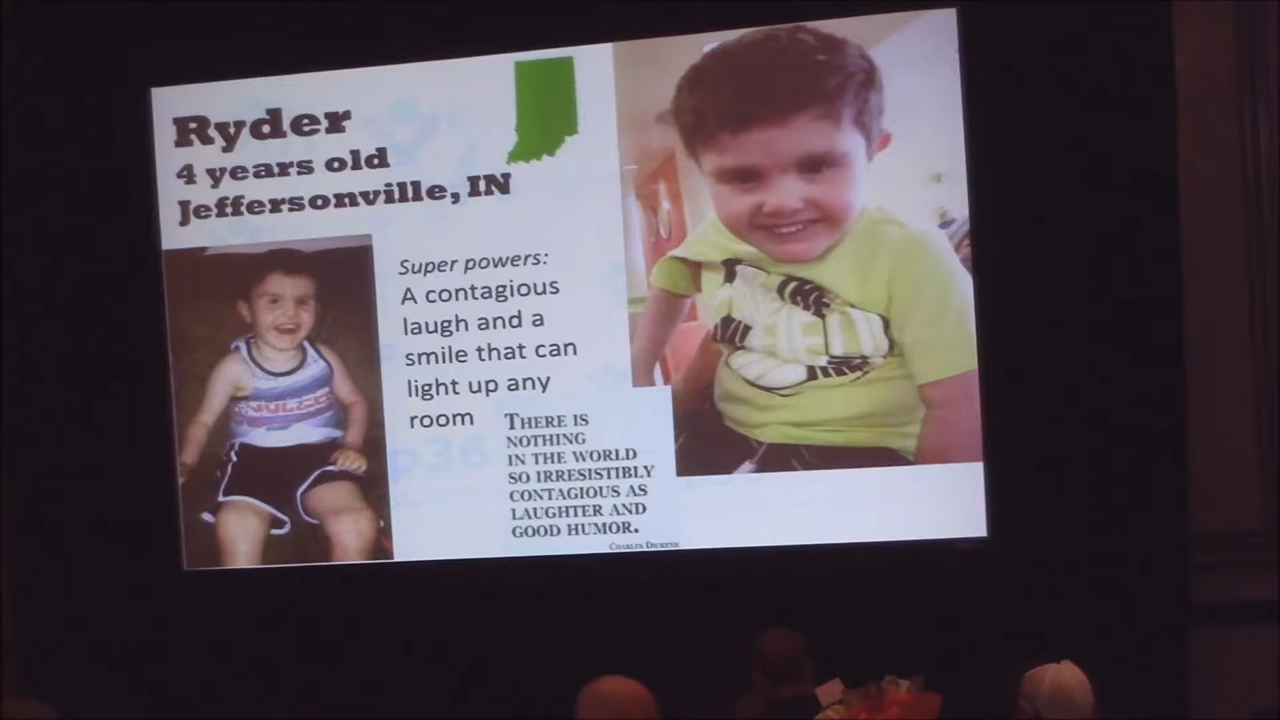 Ryder
4 years old
Jeffersonville, IN
Super powers:
A contagious
laugh and a
smile that can
light up any
room
THERE IS
NOTHING
IN THE WORLD
SO IRRESISTIBLY
CONTAGIOUS AS
LAUGHTER AND
GOOD HUMOR.
CHARLES DICKENS